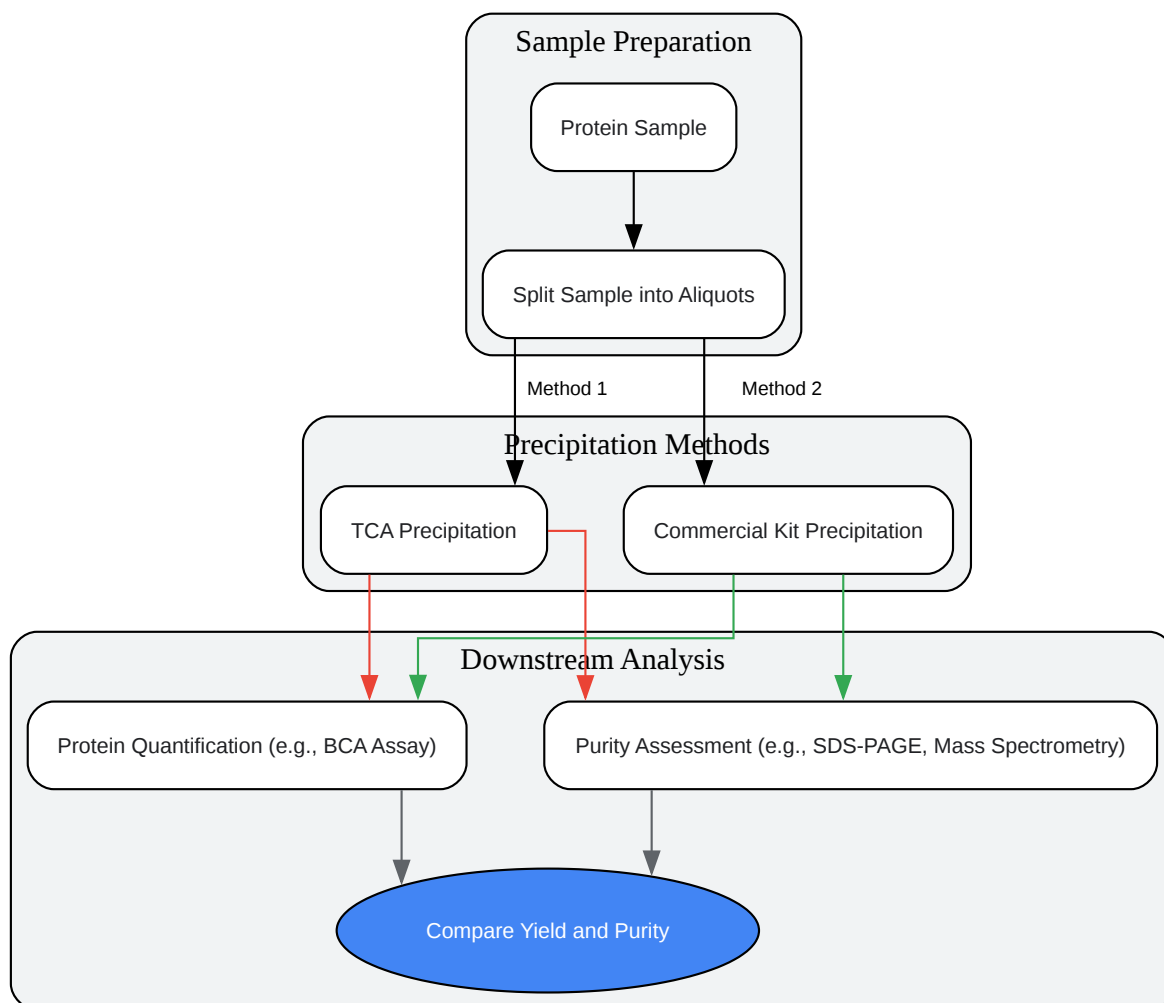 Sample Preparation
Protein Sample
Split Sample into Aliquots
Method 1
Method 2
Precipitation Methods
TCA Precipitation
Commercial Kit Precipitation
Downstream Analysis
Protein Quantification (e.g., BCA Assay)
Purity Assessment (e.g., SDS-PAGE, Mass Spectrometry)
Compare Yield and Purity